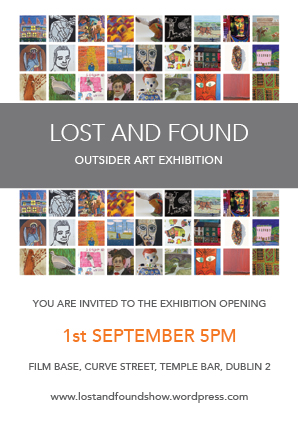 LOST AND FOUND
OUTSIDER ART EXHIBITION
YOU ARE INVITED TO THE EXHIBITION OPENING
1st SEPTEMBER 5PM
FILM BASE, CURVE STREET, TEMPLE BAR, DUBLIN 2
www.lostandfoundshow.wordpress.com